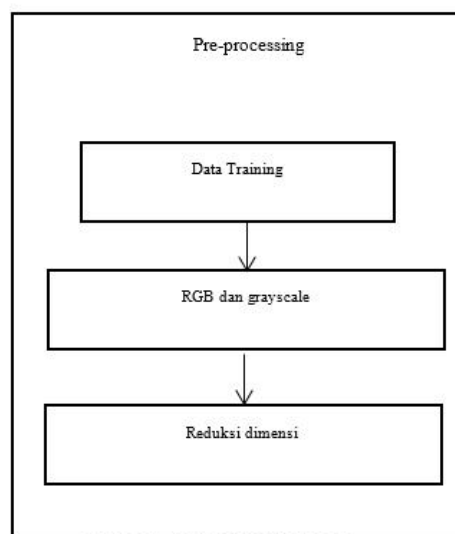 Pre-processing
Data Training
RGB dan grayscale
Reduksi dimensi